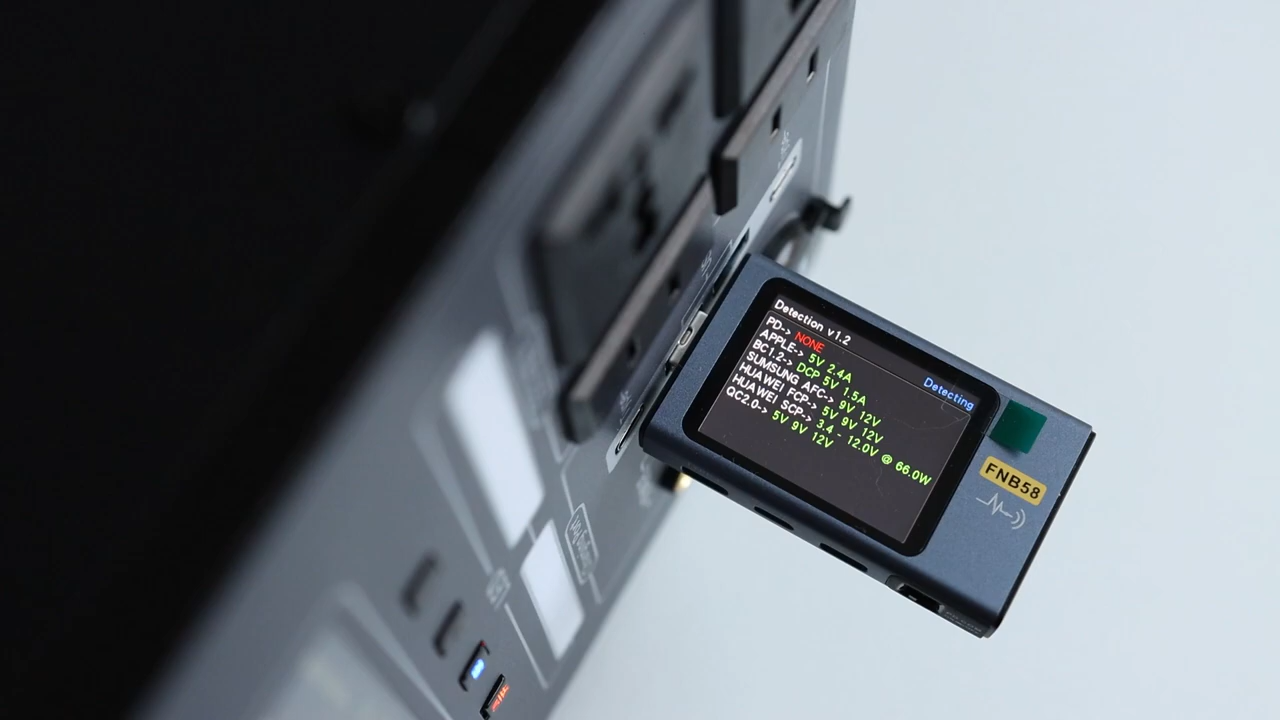 Detection v1.2
PD-> NONE
APPLE-> 5V 2.4A
BC1.2-> DCP 5V 1.5A
SUMSUNG AFC-> 9V 12V
HUAWEI FCP-> 5V 9V 12V
HUAWEI SCP-> 3.4 - 12.0V @ 66.0W
QC2.0-> 5V 9V 12V
Detecting
FNB58